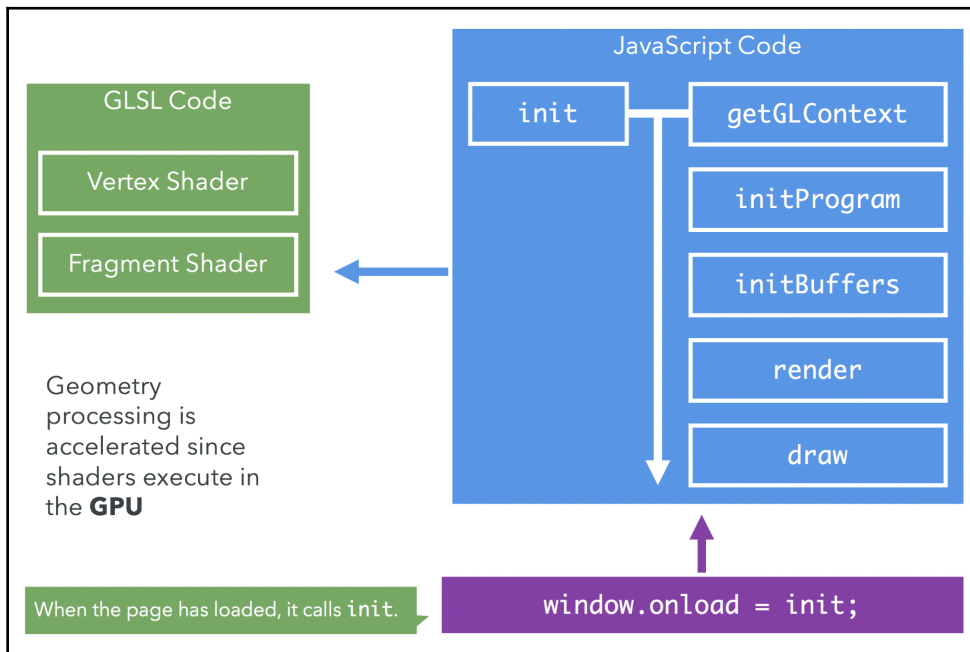 GLSL Code
Vertex Shader
Fragment Shader
Geometry
processing is
accelerated since
shaders execute in
the GPU
JavaScript Code
init
getGLContext
initProgram
initBuffers
render
draw
When the page has loaded, it calls init.
window.onload = init;